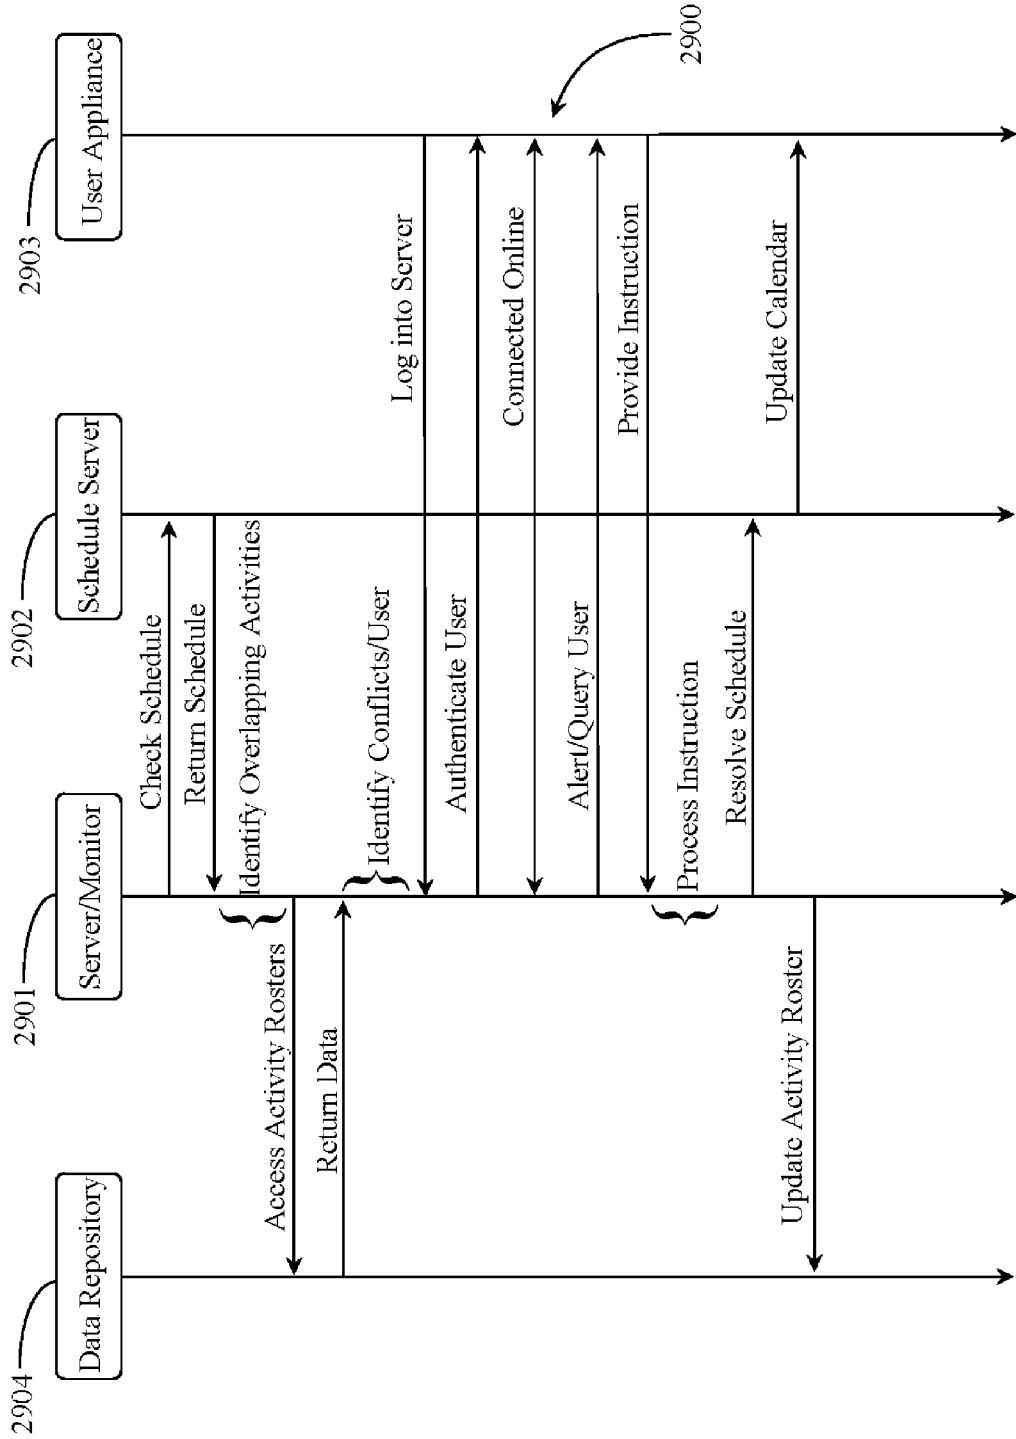 2904
2901
2902
2903
Data Repository
Server/Monitor
Schedule Server
User Appliance
Check Schedule
Return Schedule
Identify Overlapping Activities
Access Activity Rosters
Return Data
Identify Conflicts/User
Log into Server
Authenticate User
Connected Online
2900
Alert/Query User
Provide Instruction
Process Instruction
Resolve Schedule
Update Calendar
Update Activity Roster